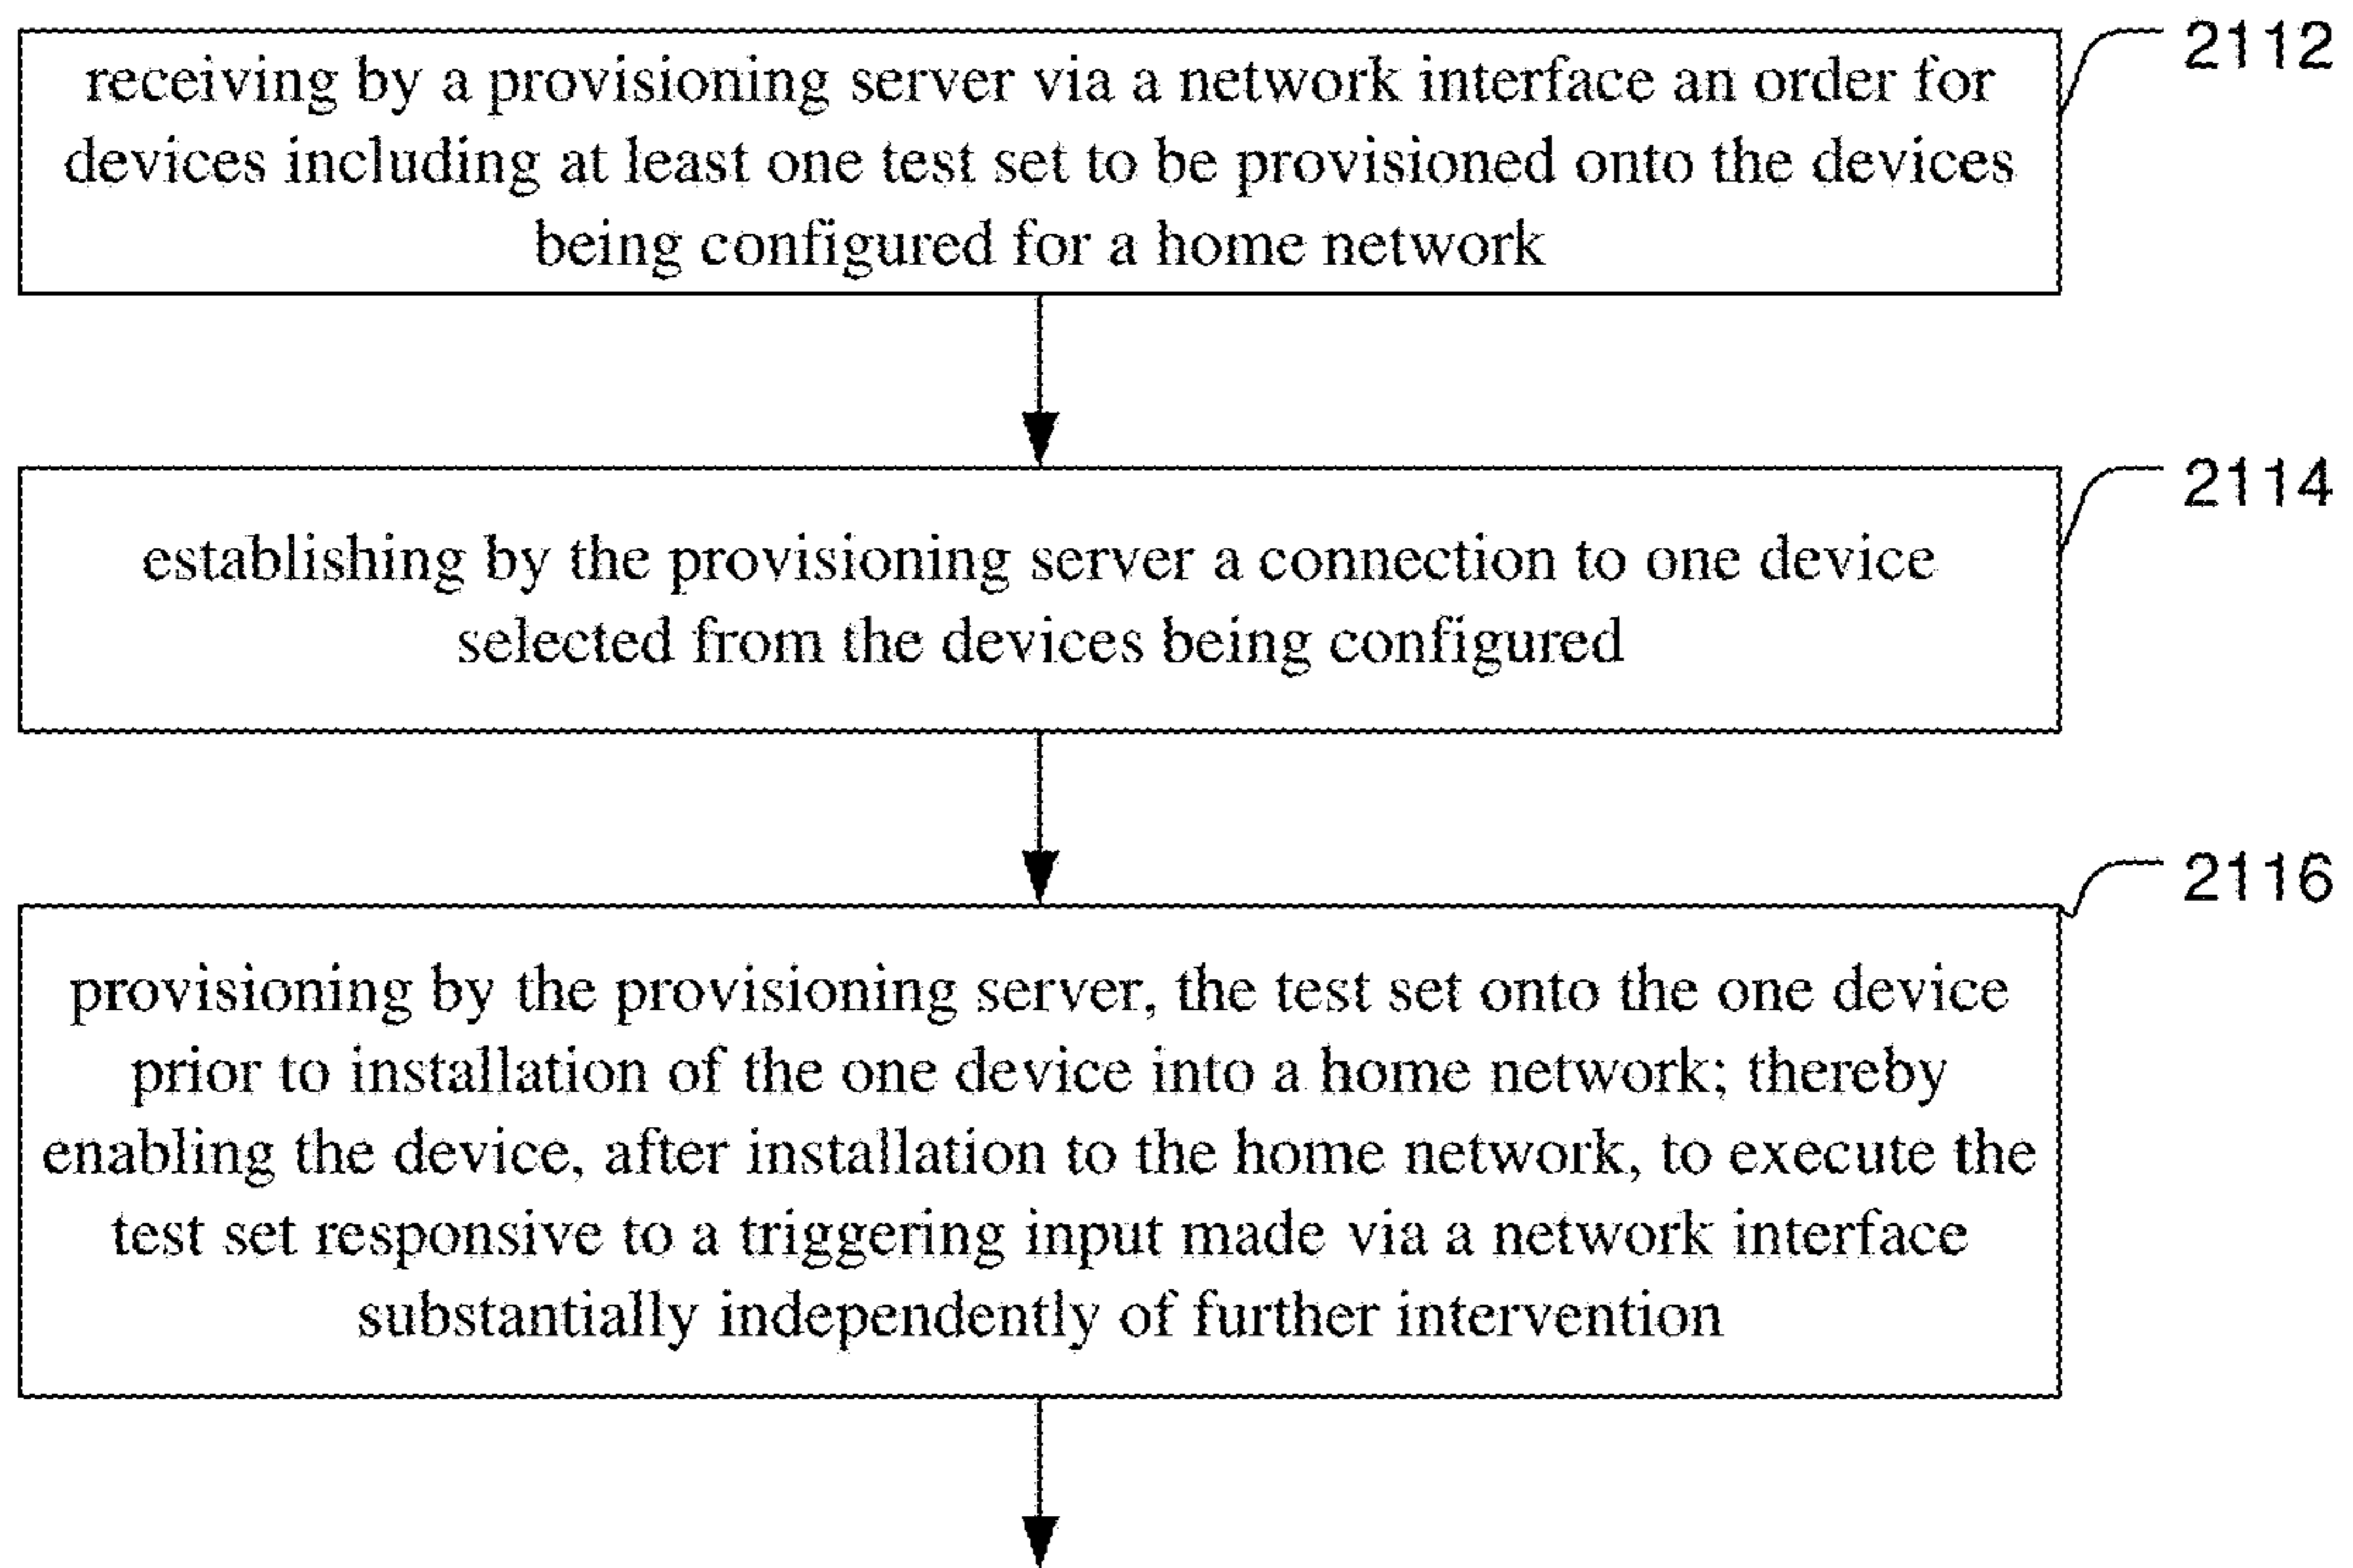 receiving by a provisioning server via a network interface an order for
devices including at least one test set to be provisioned onto the devices
being configured for a home network
2112
establishing by the provisioning server a connection to one device
selected from the devices being configured
2114
provisioning by the provisioning server, the test set onto the one device
prior to installation of the one device into a home network; thereby
enabling the device, after installation to the home network, to execute the
test set responsive to a triggering input made via a network interface
substantially independently of further intervention
2116